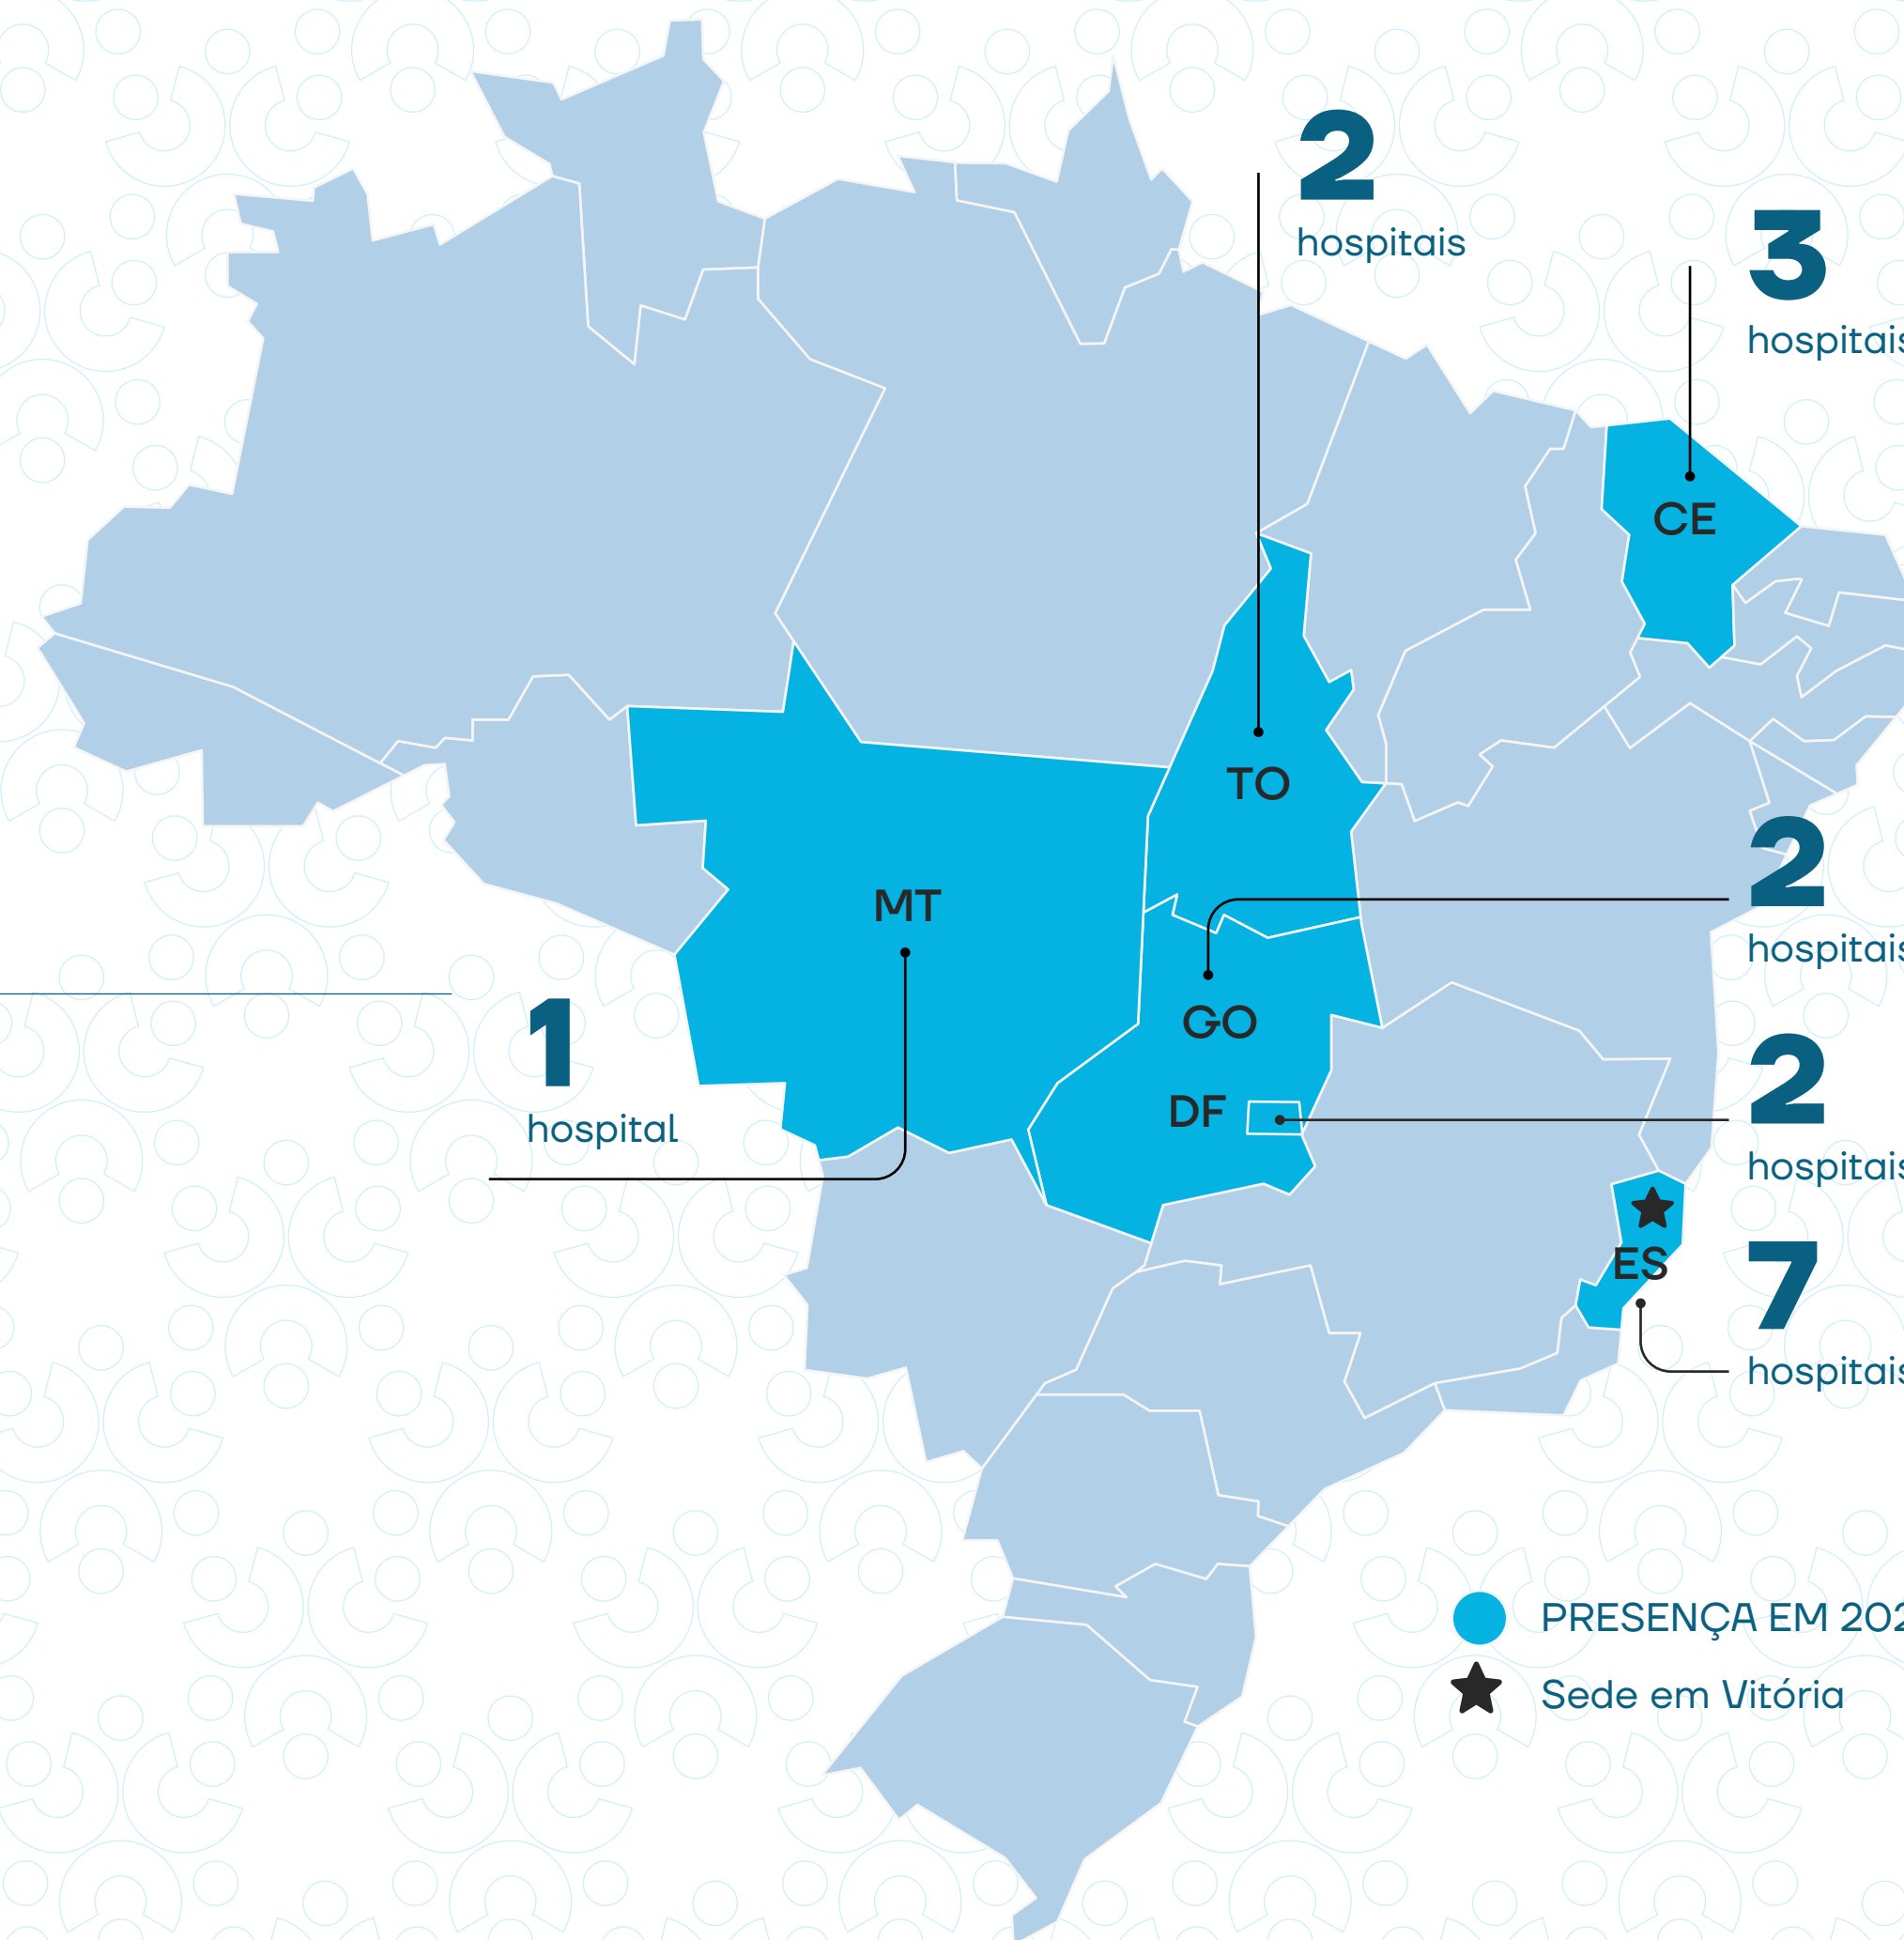 2
hospitais
3
hospitais
CE
TO
2
hospitais
MT
1
hospital
GO
DF
2
hospitais
ES
7
hospitais
PRESENÇA EM 202
Sede em Vitória